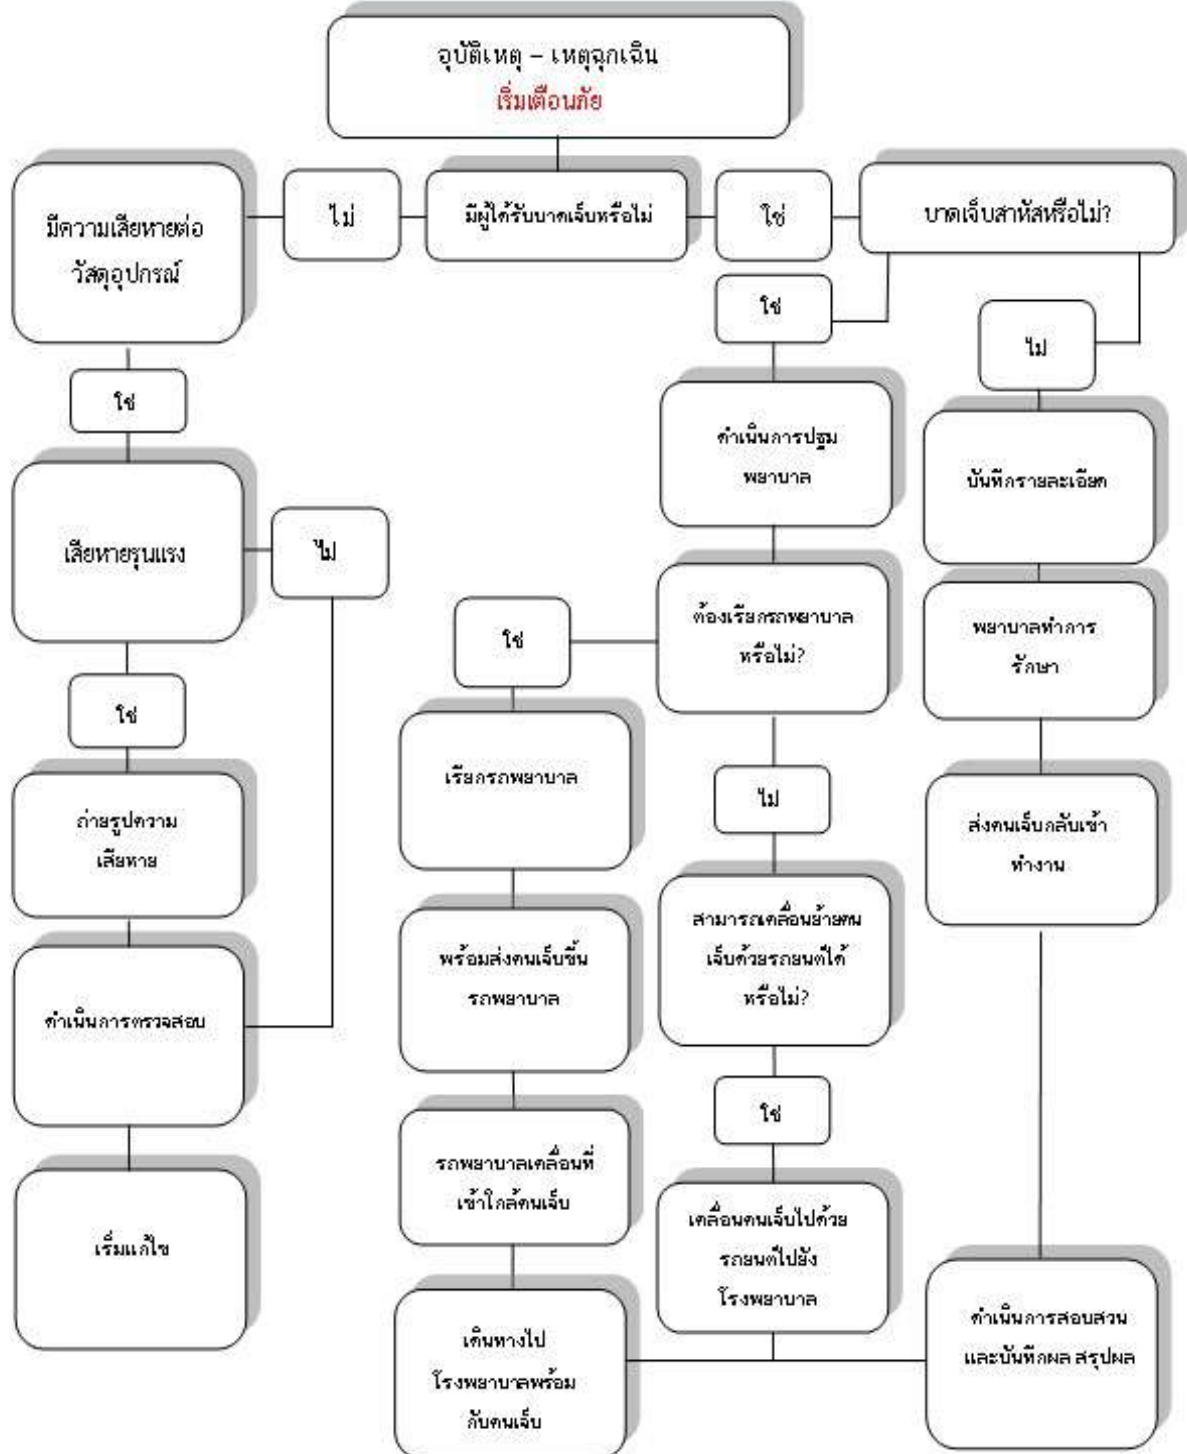 อุบัติเหตุ – เหตุฉุกเฉิน
เริ่มเตือนภัย
มีความเสียหายต่อ
วัสดุอุปกรณ์
ไม่
มีผู้ได้รับบาดเจ็บหรือไม่
ใช่
บาดเจ็บสาหัสหรือไม่?
ใช่
ไม่
ใช่
ดำเนินการปฐม
พยาบาล
บันทึกรายละเอียด
เสียหายรุนแรง
ไม่
ใช่
ต้องเรียกรถพยาบาล
หรือไม่?
พยาบาลทำการ
รักษา
ใช่
เรียกรถพยาบาล
ไม่
ถ่ายรูปความ
เสียหาย
ส่งคนเจ็บกลับเข้า
ทำงาน
สามารถเคลื่อนย้ายคน
เจ็บด้วยรถยนต์ได้
หรือไม่?
พร้อมส่งคนเจ็บขึ้น
รถพยาบาล
ดำเนินการตรวจสอบ
ใช่
รถพยาบาลเคลื่อนที่
เข้าใกล้คนเจ็บ
เริ่มแก้ไข
เคลื่อนคนเจ็บไปด้วย
รถยนต์ไปยัง
โรงพยาบาล
เดินทางไป
โรงพยาบาลพร้อม
กับคนเจ็บ
ดำเนินการสอบสวน
และบันทึกผล สรุปผล